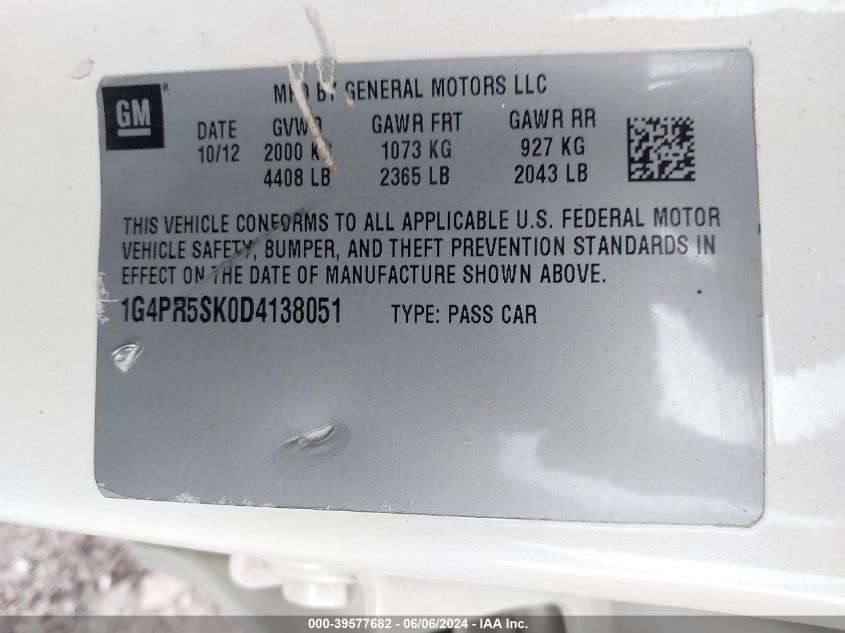 GM®
MFD BY GENERAL MOTORS LLC
DATE GVWR GAWR FRT GAWR RR
10/12 2000 KG 1073 KG 927 KG
4408 LB 2365 LB 2043 LB
THIS VEHICLE CONFORMS TO ALL APPLICABLE U.S. FEDERAL MOTOR
VEHICLE SAFETY, BUMPER, AND THEFT PREVENTION STANDARDS IN
EFFECT ON THE DATE OF MANUFACTURE SHOWN ABOVE.
1G4PR5SK0D4138051 TYPE: PASS CAR
000-39577682 - 06/06/2024 - IAA Inc.